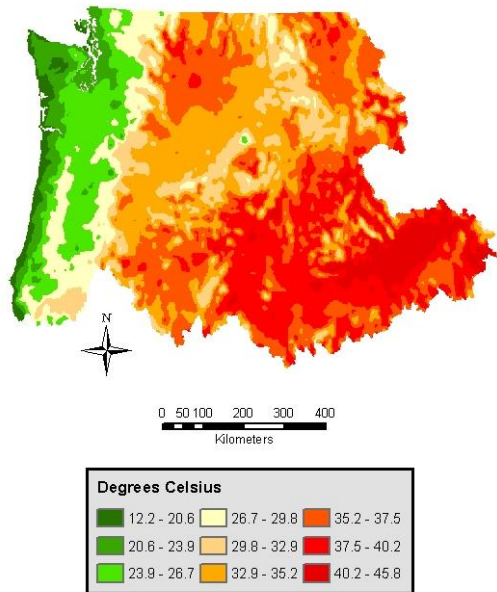 N
0 50 100 200 300 400
Kilometers
Degrees Celsius
12.2 - 20.6 26.7 - 29.8 35.2 - 37.5
20.6 - 23.9 29.8 - 32.9 37.5 - 40.2
23.9 - 26.7 32.9 - 35.2 40.2 - 45.8